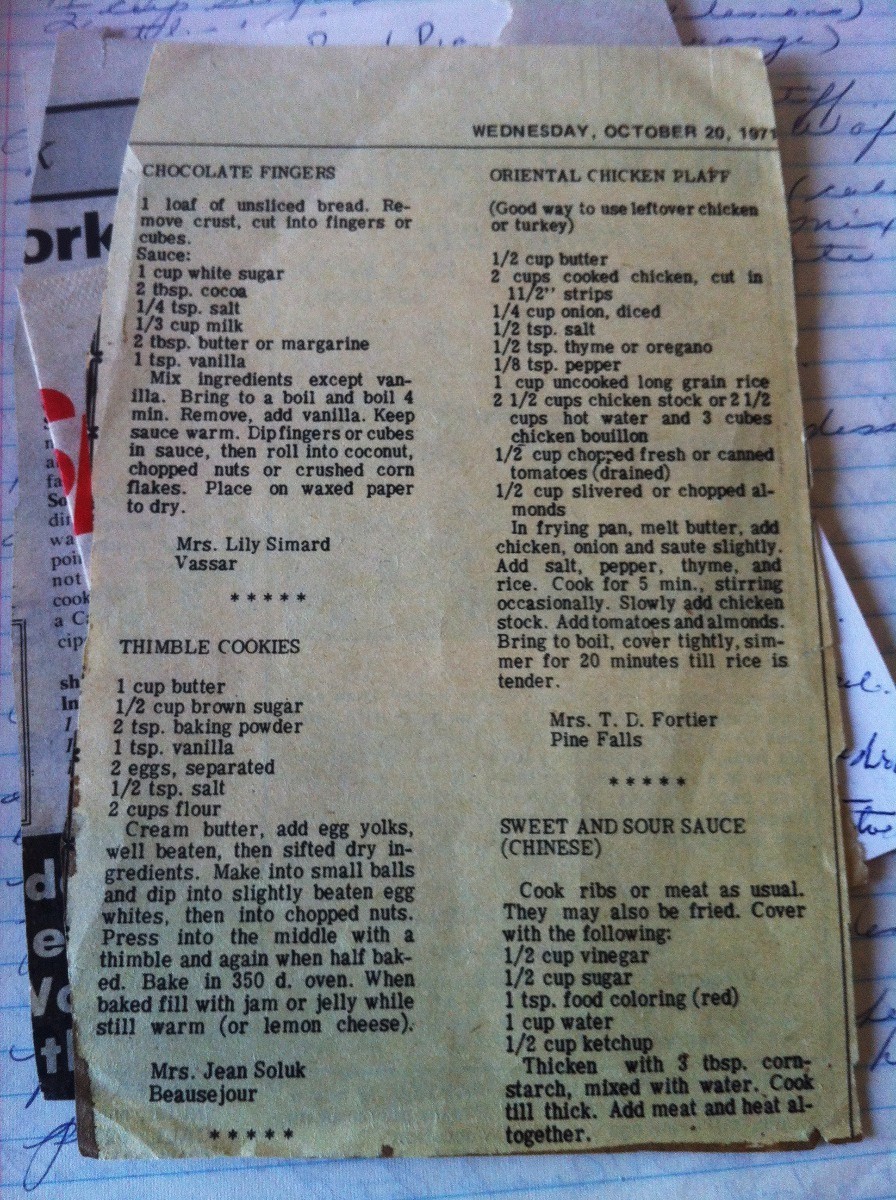 WEDNESDAY, OCTOBER 20, 1971
CHOCOLATE FINGERS
1 loaf of unsliced bread. Re-
move crust, cut into fingers or
cubes.
Sauce:
1 cup white sugar
2 tbsp. cocoa
1/4 tsp. salt
1/3 cup milk
2 tbsp. butter or margarine
1 tsp. vanilla
Mix ingredients except van-
illa. Bring to a boil and boil 4
min. Remove, add vanilla. Keep
sauce warm. Dip fingers or cubes
in sauce, then roll into coconut,
chopped nuts or crushed corn
flakes. Place on waxed paper
to dry.
Mrs. Lily Simard
Vassar
*****
THIMBLE COOKIES
1 cup butter
1/2 cup brown sugar
2 tsp. baking powder
1 tsp. vanilla
2 eggs, separated
1/2 tsp. salt
2 cups flour
Cream butter, add egg yolks,
well beaten, then sifted dry in-
gredients. Make into small balls
and dip into slightly beaten egg
whites, then into chopped nuts.
Press into the middle with a
thimble and again when half bak-
ed. Bake in 350 d. oven. When
baked fill with jam or jelly while
still warm (or lemon cheese).
Mrs. Jean Soluk
Beausejour
*****
ORIENTAL CHICKEN PLAFF
(Good way to use leftover chicken
or turkey)
1/2 cup butter
2 cups cooked chicken, cut in
11/2" strips
1/4 cup onion, diced
1/2 tsp. salt
1/2 tsp. thyme or oregano
1/8 tsp. pepper
1 cup uncooked long grain rice
2 1/2 cups chicken stock or 2 1/2
cups hot water and 3 cubes
chicken bouillon
1/2 cup chopped fresh or canned
tomatoes (drained)
1/2 cup slivered or chopped al-
monds
In frying pan, melt butter, add
chicken, onion and saute slightly.
Add salt, pepper, thyme, and
rice. Cook for 5 min., stirring
occasionally. Slowly add chicken
stock. Add tomatoes and almonds.
Bring to boil, cover tightly, sim-
mer for 20 minutes till rice is
tender.
Mrs. T. D. Fortier
Pine Falls
*****
SWEET AND SOUR SAUCE
(CHINESE)
Cook ribs or meat as usual.
They may also be fried. Cover
with the following:
1/2 cup vinegar
1/2 cup sugar
1 tsp. food coloring (red)
1 cup water
1/2 cup ketchup
Thicken with 3 tbsp. corn-
starch, mixed with water. Cook
till thick. Add meat and heat al-
together.